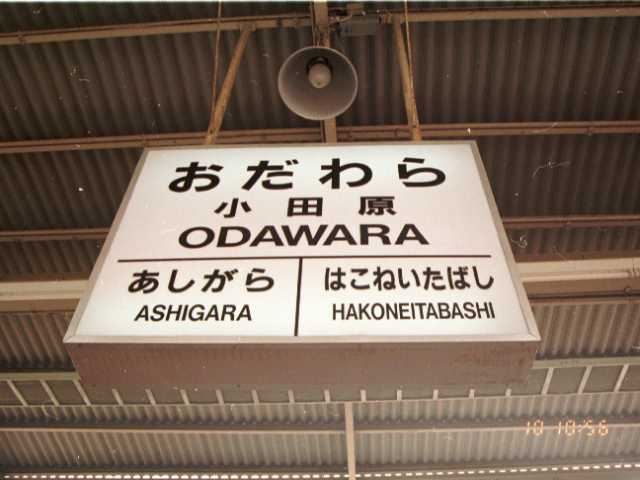 おだわら
小田原
ODAWARA
あしがら
ASHIGARA
はこねいたばし
HAKONEITABASHI
10 10:56